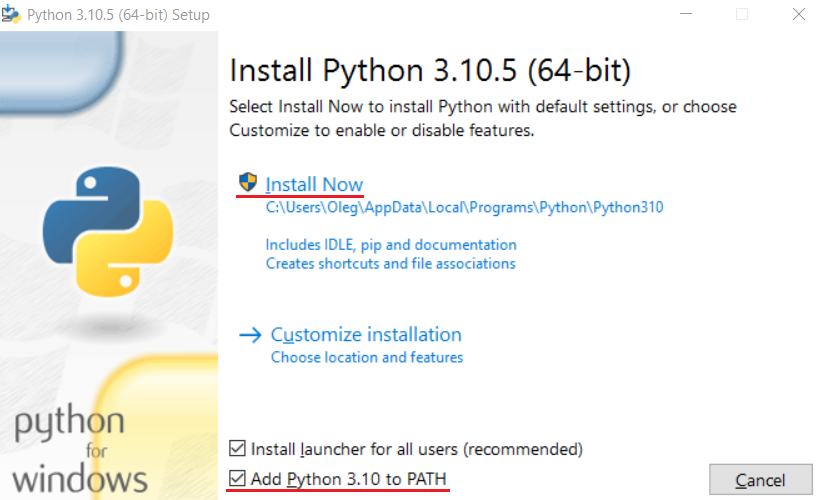 Python 3.10.5 (64-bit) Setup
Install Python 3.10.5 (64-bit)
Select Install Now to install Python with default settings, or choose
Customize to enable or disable features.
Install Now
C:\Users\Oleg\AppData\Local\Programs\Python\Python310
Includes IDLE, pip and documentation
Creates shortcuts and file associations
Customize installation
Choose location and features
python
for
windows
Install launcher for all users (recommended)
Add Python 3.10 to PATH
Cancel